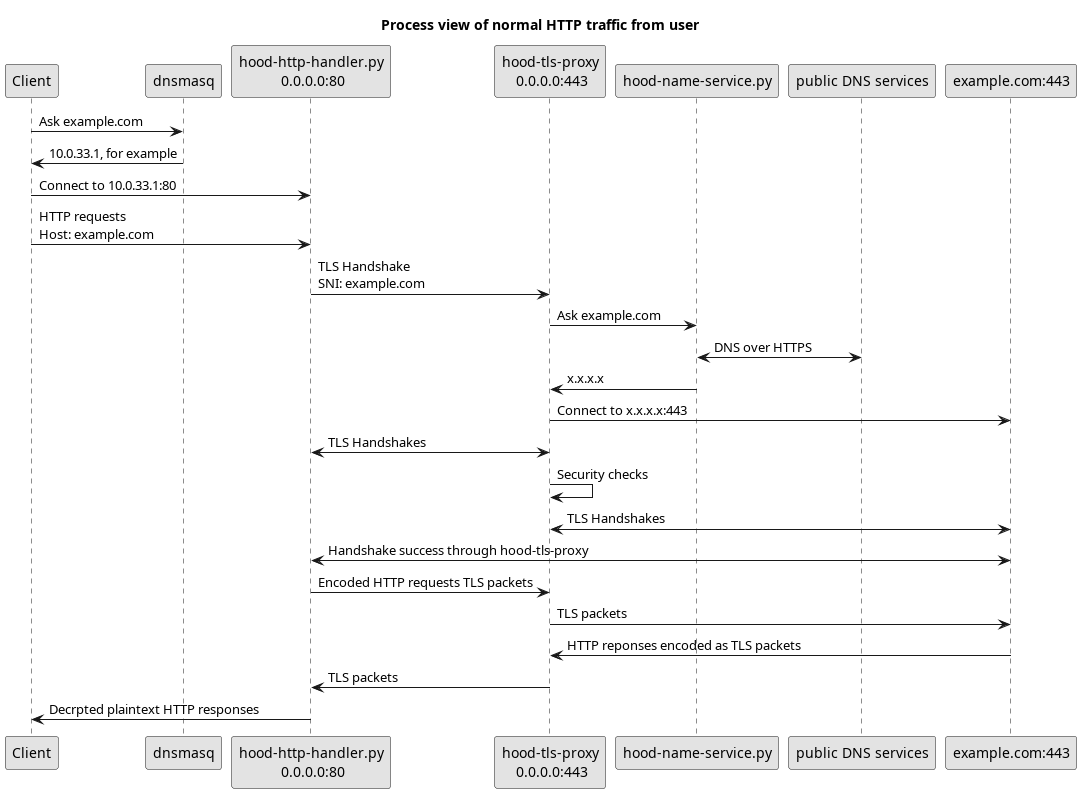 Process view of normal HTTP traffic from user
Client
dnsmasq
hood-http-handler.py
0.0.0.0:80
hood-tls-proxy
0.0.0.0:443
hood-name-service.py
public DNS services
example.com:443
Ask example.com
10.0.33.1, for example
Connect to 10.0.33.1:80
HTTP requests
Host: example.com
TLS Handshake
SNI: example.com
Ask example.com
DNS over HTTPS
x.x.x.x
Connect to x.x.x.x:443
TLS Handshakes
Security checks
TLS Handshakes
Handshake success through hood-tls-proxy
Encoded HTTP requests TLS packets
TLS packets
HTTP reponses encoded as TLS packets
TLS packets
Decrpted plaintext HTTP responses
Client
dnsmasq
hood-http-handler.py
0.0.0.0:80
hood-tls-proxy
0.0.0.0:443
hood-name-service.py
public DNS services
example.com:443